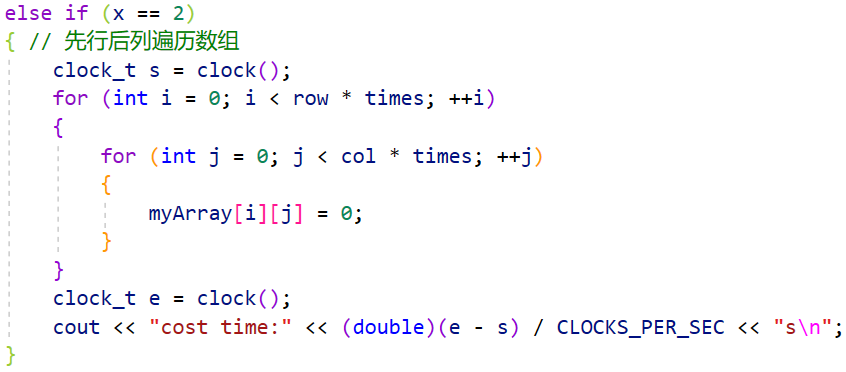 else if (x == 2)
{ // 先行后列遍历数组
    clock_t s = clock();
    for (int i = 0; i < row * times; ++i)
    {
        for (int j = 0; j < col * times; ++j)
        {
            myArray[i][j] = 0;
        }
    }
    clock_t e = clock();
    cout << "cost time:" << (double)(e - s) / CLOCKS_PER_SEC << "s\n";
}